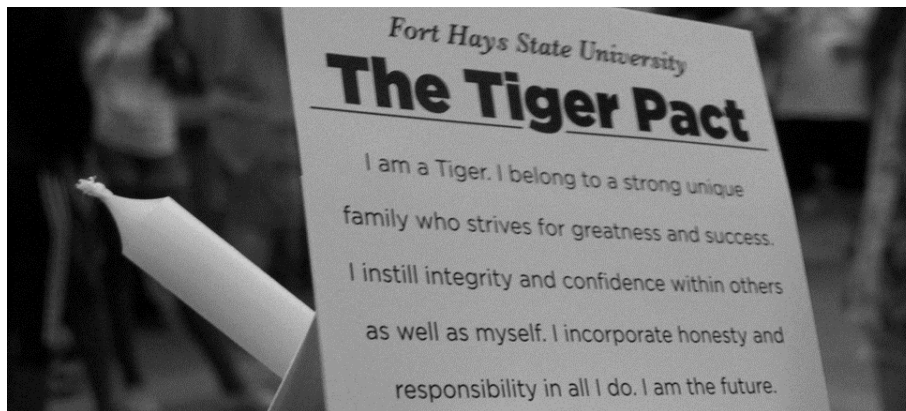 Fort Hays State University
The Tiger Pact
I am a Tiger. I belong to a strong unique
family who strives for greatness and success.
I instill integrity and confidence within others
as well as myself. I incorporate honesty and
responsibility in all I do. I am the future.